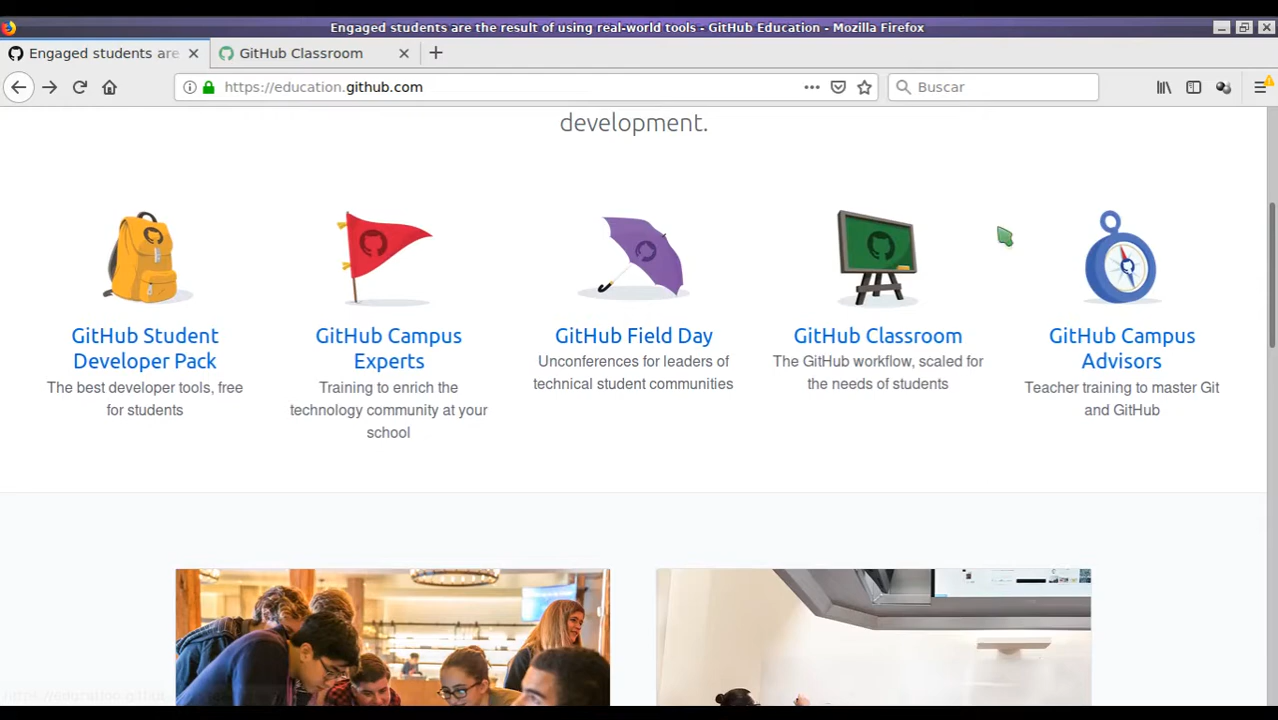 Engaged students are the result of using real-world tools - GitHub Education - Mozilla Firefox
Engaged students are
GitHub Classroom
https://education.github.com
Buscar
development.
GitHub Student
Developer Pack
The best developer tools, free
for students
GitHub Campus
Experts
Training to enrich the
technology community at your
school
GitHub Field Day
Unconferences for leaders of
technical student communities
GitHub Classroom
The GitHub workflow, scaled for
the needs of students
GitHub Campus
Advisors
Teacher training to master Git
and GitHub